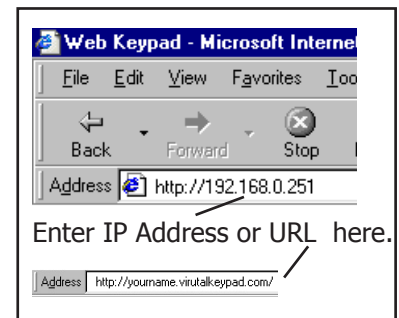 Web Keypad - Microsoft Interne
File Edit View Favorites Too
Back Forward Stop
Address http://192.168.0.251
Enter IP Address or URL here.
Address http://yourname.virutalkeypad.com/